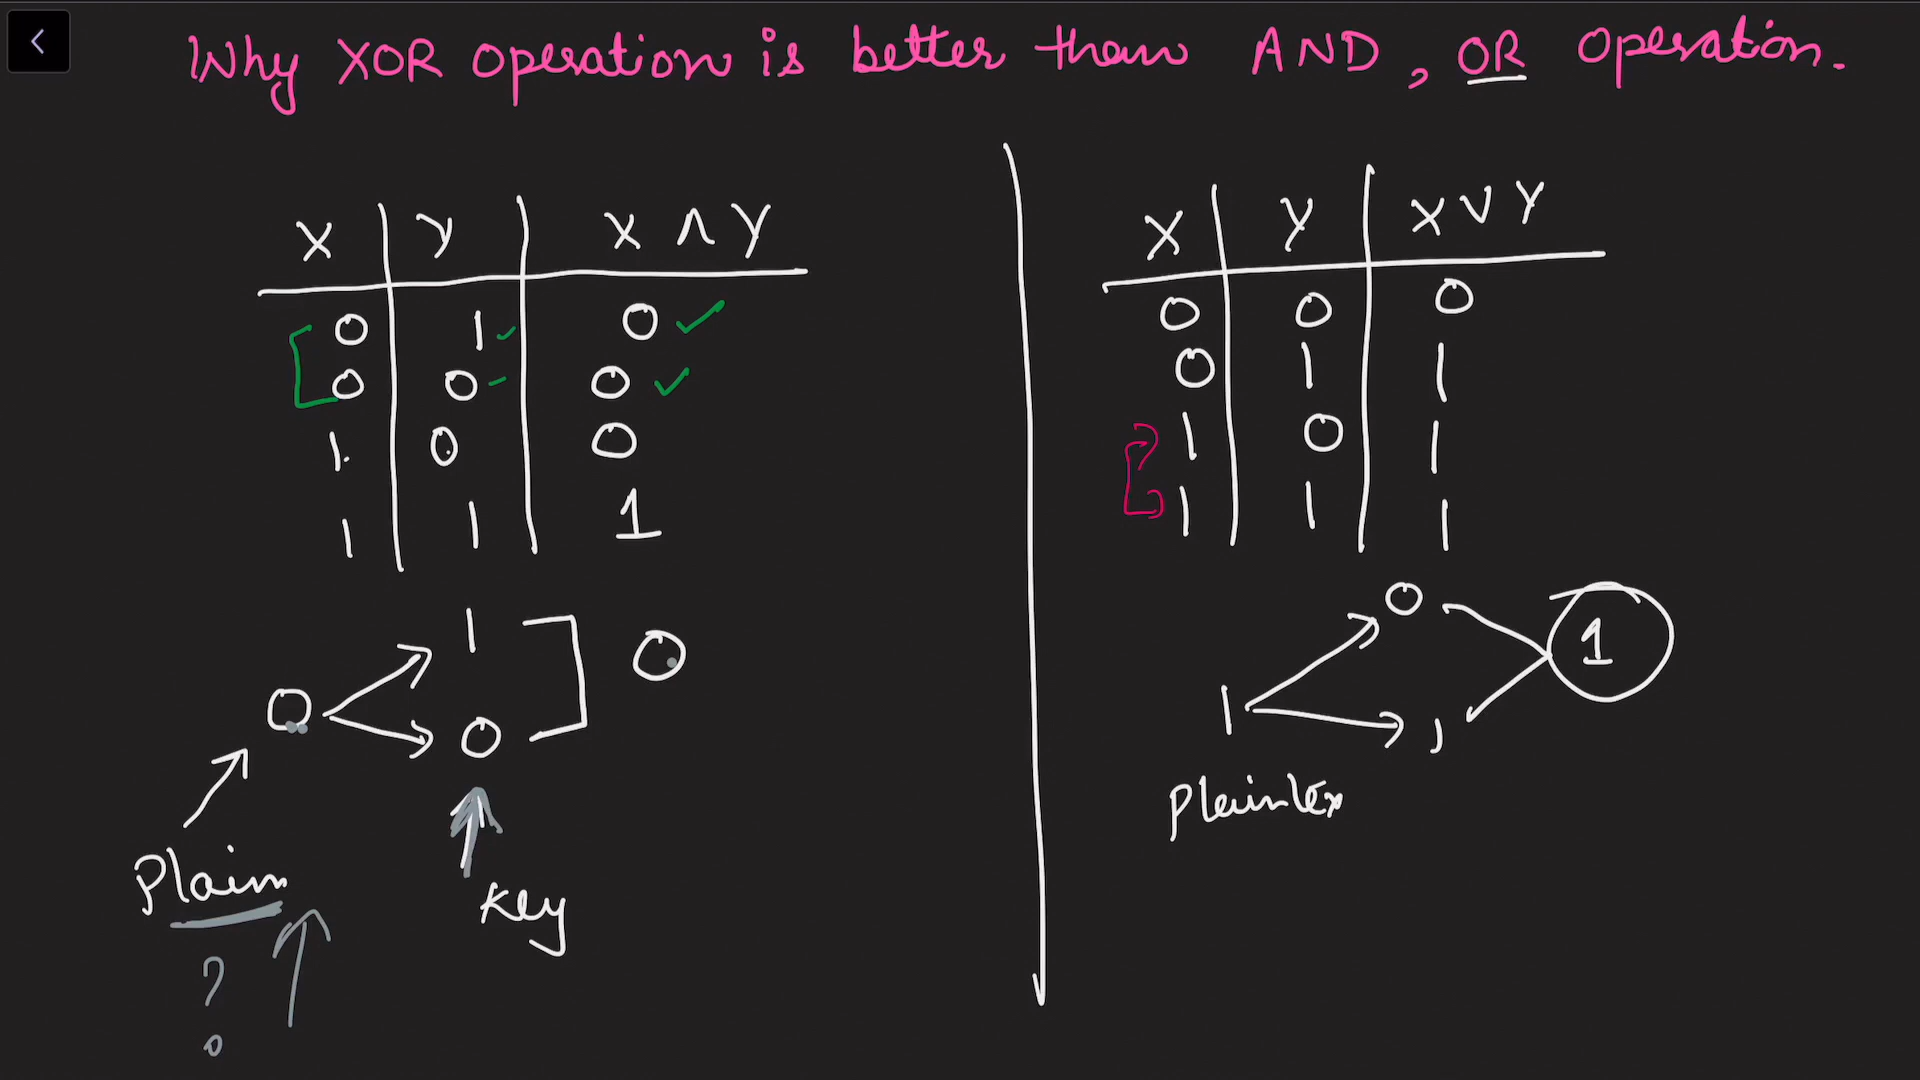 Why XOR operation is better than AND, OR operation.
X Y X ∧ Y
0 1 0
0 0 0
1 0 0
1 1 1
X Y X V Y
0 0 0
0 1 1
1 0 1
1 1 1
1
0
0
0
Plain
Key
?
0
1
1
1
Plaintex